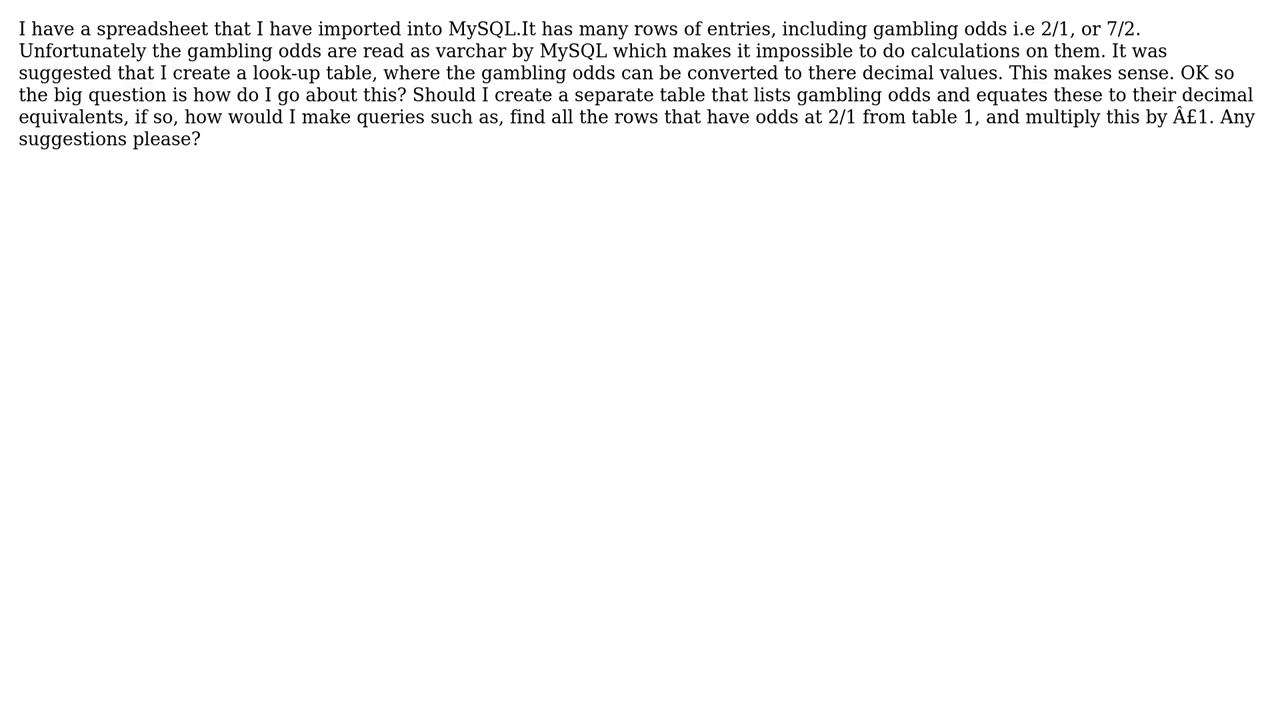 I have a spreadsheet that I have imported into MySQL.It has many rows of entries, including gambling odds i.e 2/1, or 7/2.
Unfortunately the gambling odds are read as varchar by MySQL which makes it impossible to do calculations on them. It was
suggested that I create a look-up table, where the gambling odds can be converted to there decimal values. This makes sense. OK so
the big question is how do I go about this? Should I create a separate table that lists gambling odds and equates these to their decimal
equivalents, if so, how would I make queries such as, find all the rows that have odds at 2/1 from table 1, and multiply this by Â£1. Any
suggestions please?